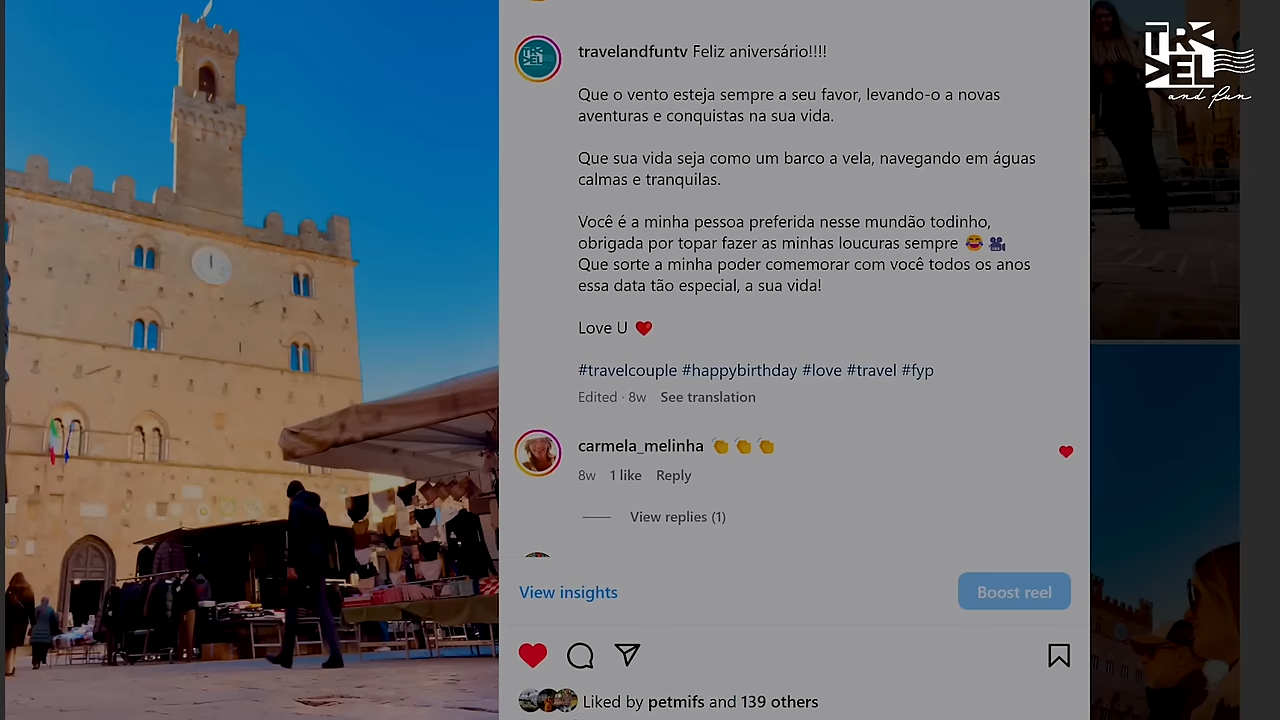 TRAVEL
and fun
travelandfuntv Feliz aniversário!!!!
Que o vento esteja sempre a seu favor, levando-o a novas
aventuras e conquistas na sua vida.
Que sua vida seja como um barco a vela, navegando em águas
calmas e tranquilas.
Você é a minha pessoa preferida nesse mundão todinho,
obrigada por topar fazer as minhas loucuras sempre 😂 🎥
Que sorte a minha poder comemorar com você todos os anos
essa data tão especial, a sua vida!
Love U ❤️
#travelcouple #happybirthday #love #travel #fyp
Edited · 8w See translation
carmela_melinha 👏 👏 👏
8w 1 like Reply
View replies (1)
View insights
Boost reel
Liked by petmifs and 139 others